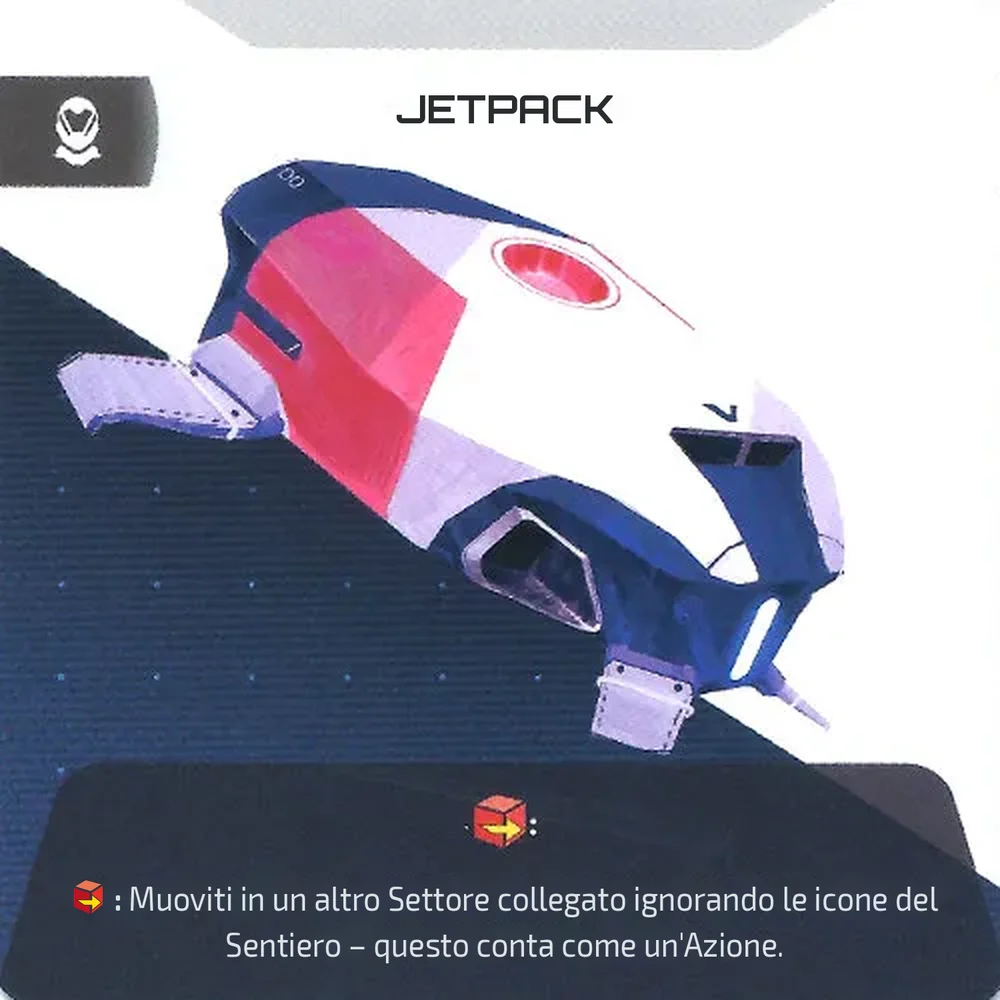 JETPACK
:
: Muoviti in un altro Settore collegato ignorando le icone del
Sentiero – questo conta come un'Azione.